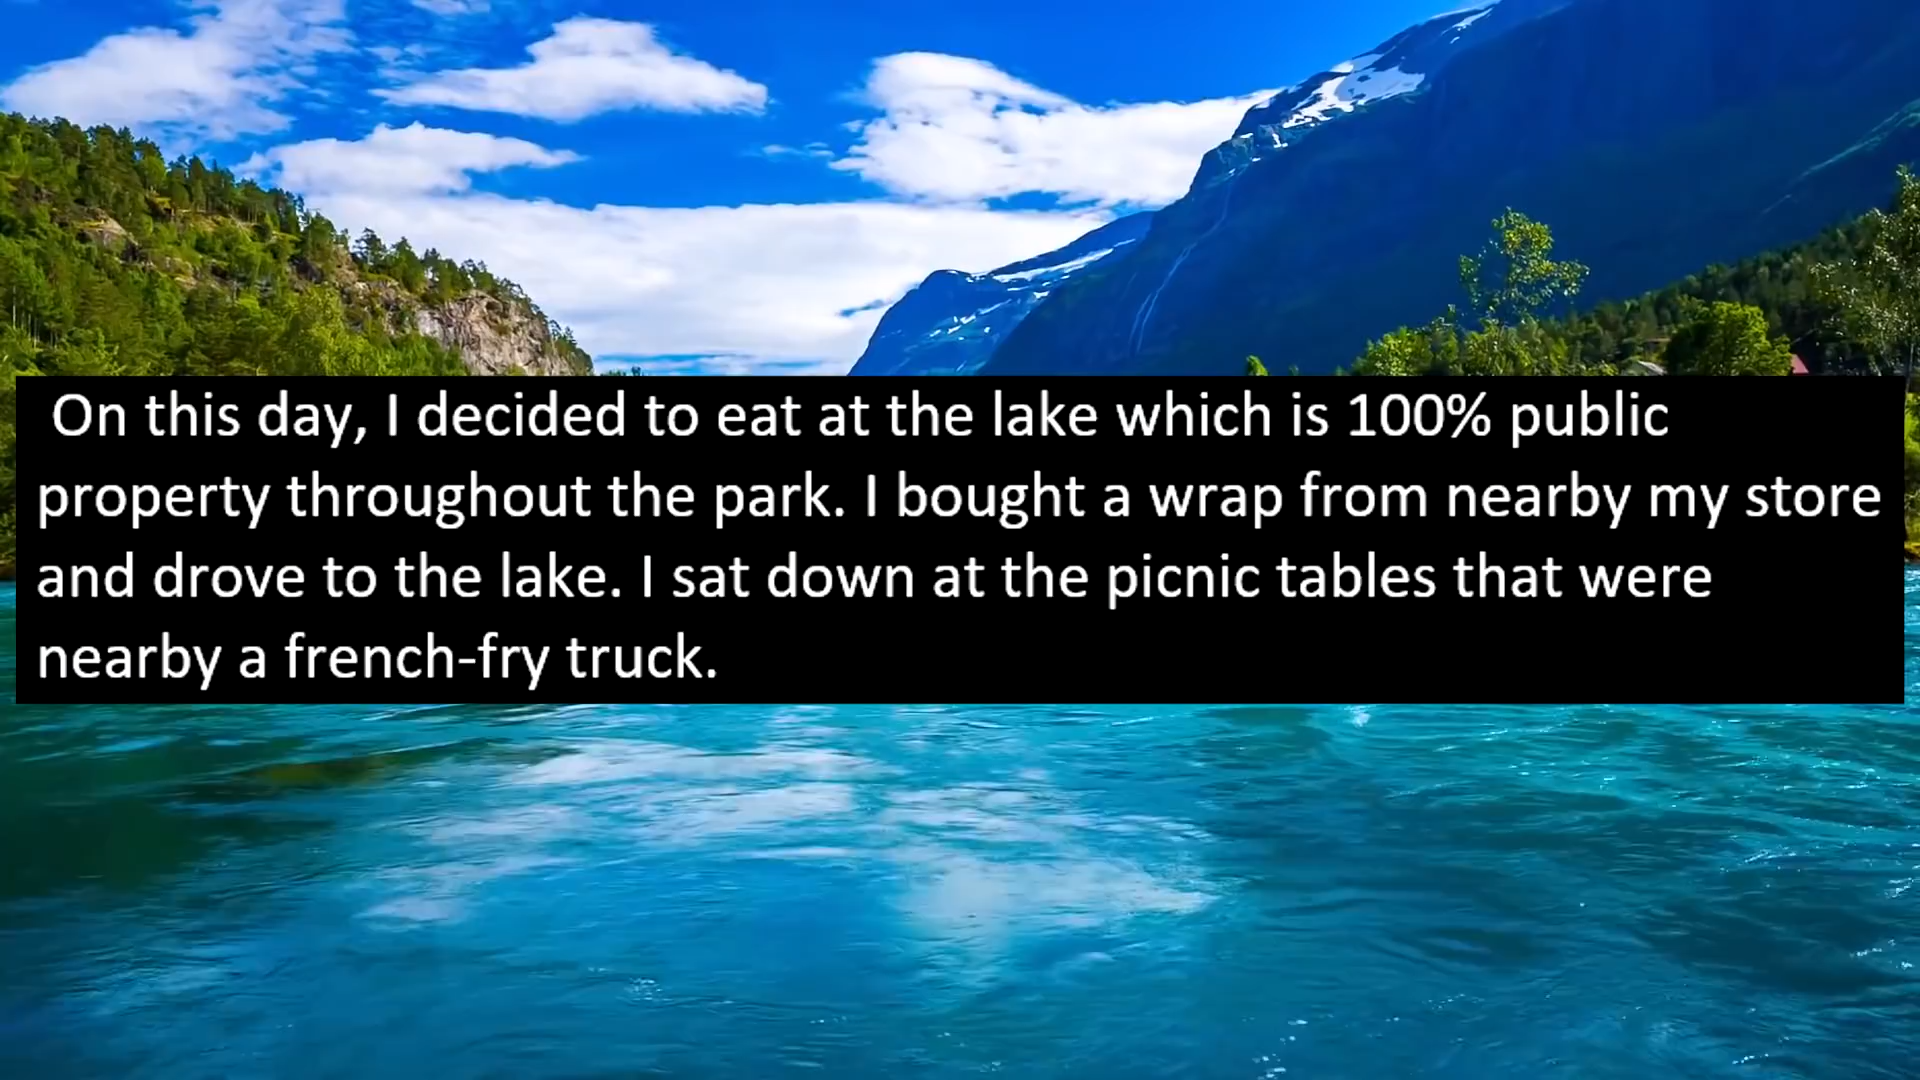 On this day, I decided to eat at the lake which is 100% public
property throughout the park. I bought a wrap from nearby my store
and drove to the lake. I sat down at the picnic tables that were
nearby a french-fry truck.